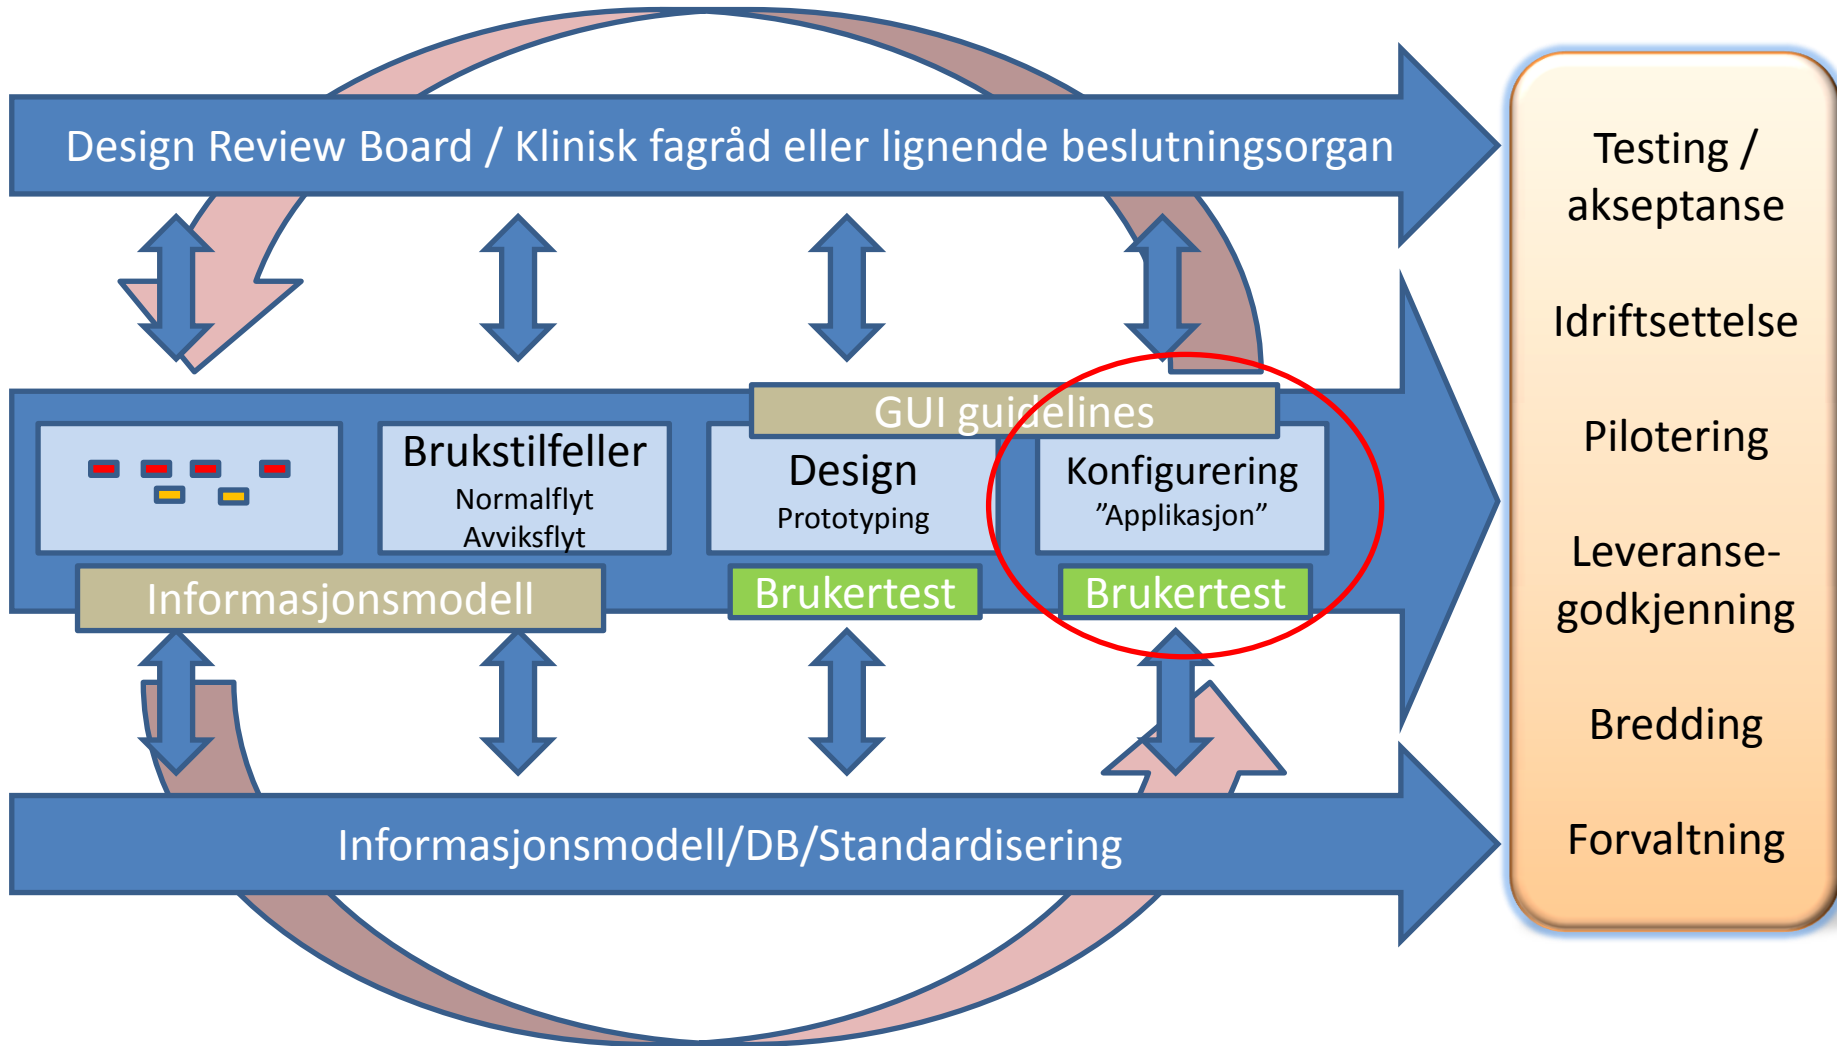 Design Review Board / Klinisk fagråd eller lignende beslutningsorgan
GUI guidelines
Brukstilfeller
Normalflyt
Avviksflyt
Design
Prototyping
Konfigurering
”Applikasjon”
Informasjonsmodell
Brukertest
Brukertest
Informasjonsmodell/DB/Standardisering
Testing /
akseptanse
Idriftsettelse
Pilotering
Leveranse-
godkjenning
Bredding
Forvaltning